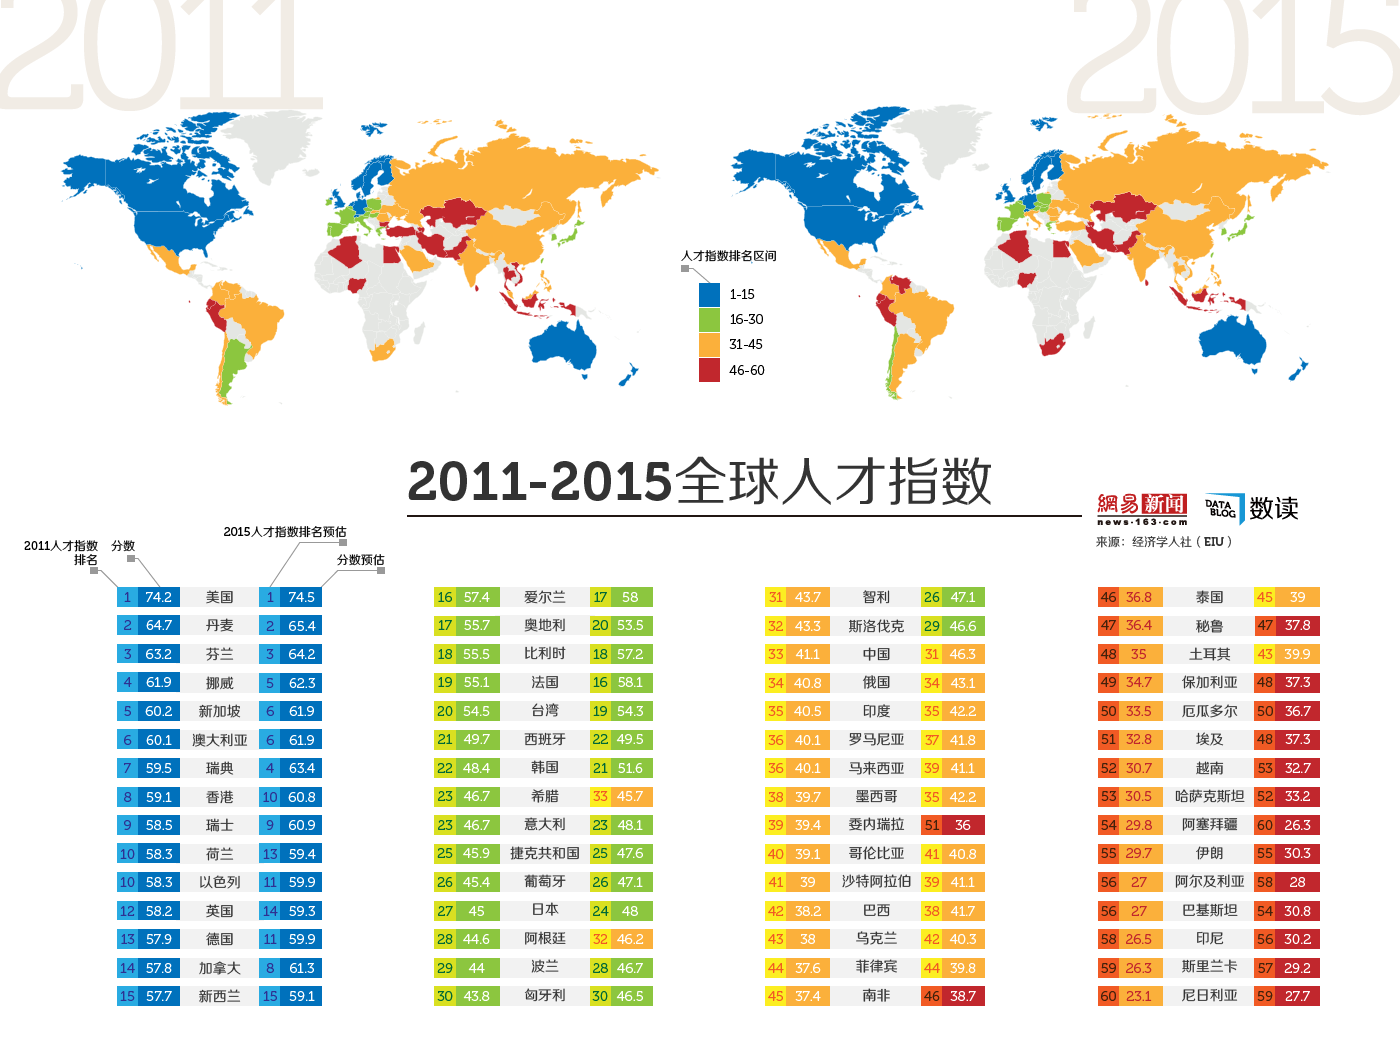 2011
2015
人才指数排名区间
1-15
16-30
31-45
46-60
2011-2015全球人才指数
網易 新闻
news·163·com
DATA BLOG 数读
来源：经济学人社（EIU）
2011人才指数排名
分数
2015人才指数排名预估
分数预估
1 74.2 美国 1 74.5
2 64.7 丹麦 2 65.4
3 63.2 芬兰 3 64.2
4 61.9 挪威 5 62.3
5 60.2 新加坡 6 61.9
6 60.1 澳大利亚 6 61.9
7 59.5 瑞典 4 63.4
8 59.1 香港 10 60.8
9 58.5 瑞士 9 60.9
10 58.3 荷兰 13 59.4
10 58.3 以色列 11 59.9
12 58.2 英国 14 59.3
13 57.9 德国 11 59.9
14 57.8 加拿大 8 61.3
15 57.7 新西兰 15 59.1
16 57.4 爱尔兰 17 58
17 55.7 奥地利 20 53.5
18 55.5 比利时 18 57.2
19 55.1 法国 16 58.1
20 54.5 台湾 19 54.3
21 49.7 西班牙 22 49.5
22 48.4 韩国 21 51.6
23 46.7 希腊 33 45.7
23 46.7 意大利 23 48.1
25 45.9 捷克共和国 25 47.6
26 45.4 葡萄牙 26 47.1
27 45 日本 24 48
28 44.6 阿根廷 32 46.2
29 44 波兰 28 46.7
30 43.8 匈牙利 30 46.5
31 43.7 智利 26 47.1
32 43.3 斯洛伐克 29 46.6
33 41.1 中国 31 46.3
34 40.8 俄国 34 43.1
35 40.5 印度 35 42.2
36 40.1 罗马尼亚 37 41.8
36 40.1 马来西亚 39 41.1
38 39.7 墨西哥 35 42.2
39 39.4 委内瑞拉 51 36
40 39.1 哥伦比亚 41 40.8
41 39 沙特阿拉伯 39 41.1
42 38.2 巴西 38 41.7
43 38 乌克兰 42 40.3
44 37.6 菲律宾 44 39.8
45 37.4 南非 46 38.7
46 36.8 泰国 45 39
47 36.4 秘鲁 47 37.8
48 35 土耳其 43 39.9
49 34.7 保加利亚 48 37.3
50 33.5 厄瓜多尔 50 36.7
51 32.8 埃及 48 37.3
52 30.7 越南 53 32.7
53 30.5 哈萨克斯坦 52 33.2
54 29.8 阿塞拜疆 60 26.3
55 29.7 伊朗 55 30.3
56 27 阿尔及利亚 58 28
56 27 巴基斯坦 54 30.8
58 26.5 印尼 56 30.2
59 26.3 斯里兰卡 57 29.2
60 23.1 尼日利亚 59 27.7